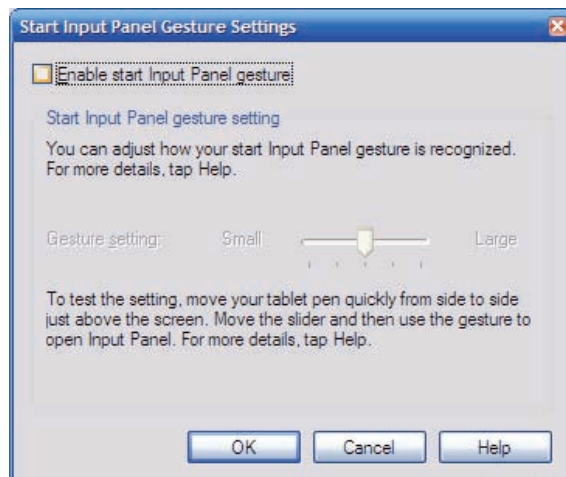 Start Input Panel Gesture Settings
Enable start Input Panel gesture
Start Input Panel gesture setting
You can adjust how your start Input Panel gesture is recognized.
For more details, tap Help.
Gesture setting: Small Large
To test the setting, move your tablet pen quickly from side to side
just above the screen. Move the slider and then use the gesture to
open Input Panel. For more details, tap Help.
OK Cancel Help